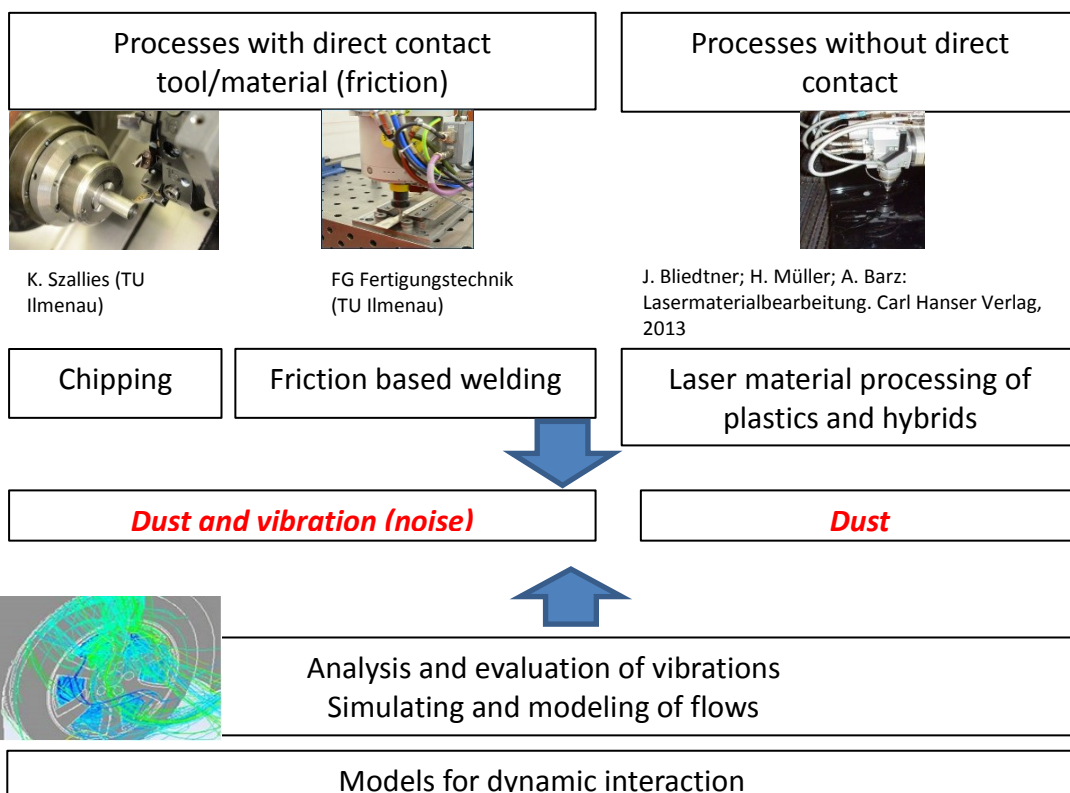 Processes with direct contact
tool/material (friction)
Processes without direct
contact
K. Szallies (TU
Ilmenau)
FG Fertigungstechnik
(TU Ilmenau)
J. Bliedtner; H. Müller; A. Barz:
Lasermaterialbearbeitung. Carl Hanser Verlag,
2013
Chipping
Friction based welding
Laser material processing of
plastics and hybrids
Dust and vibration (noise)
Dust
Analysis and evaluation of vibrations
Simulating and modeling of flows
Models for dynamic interaction